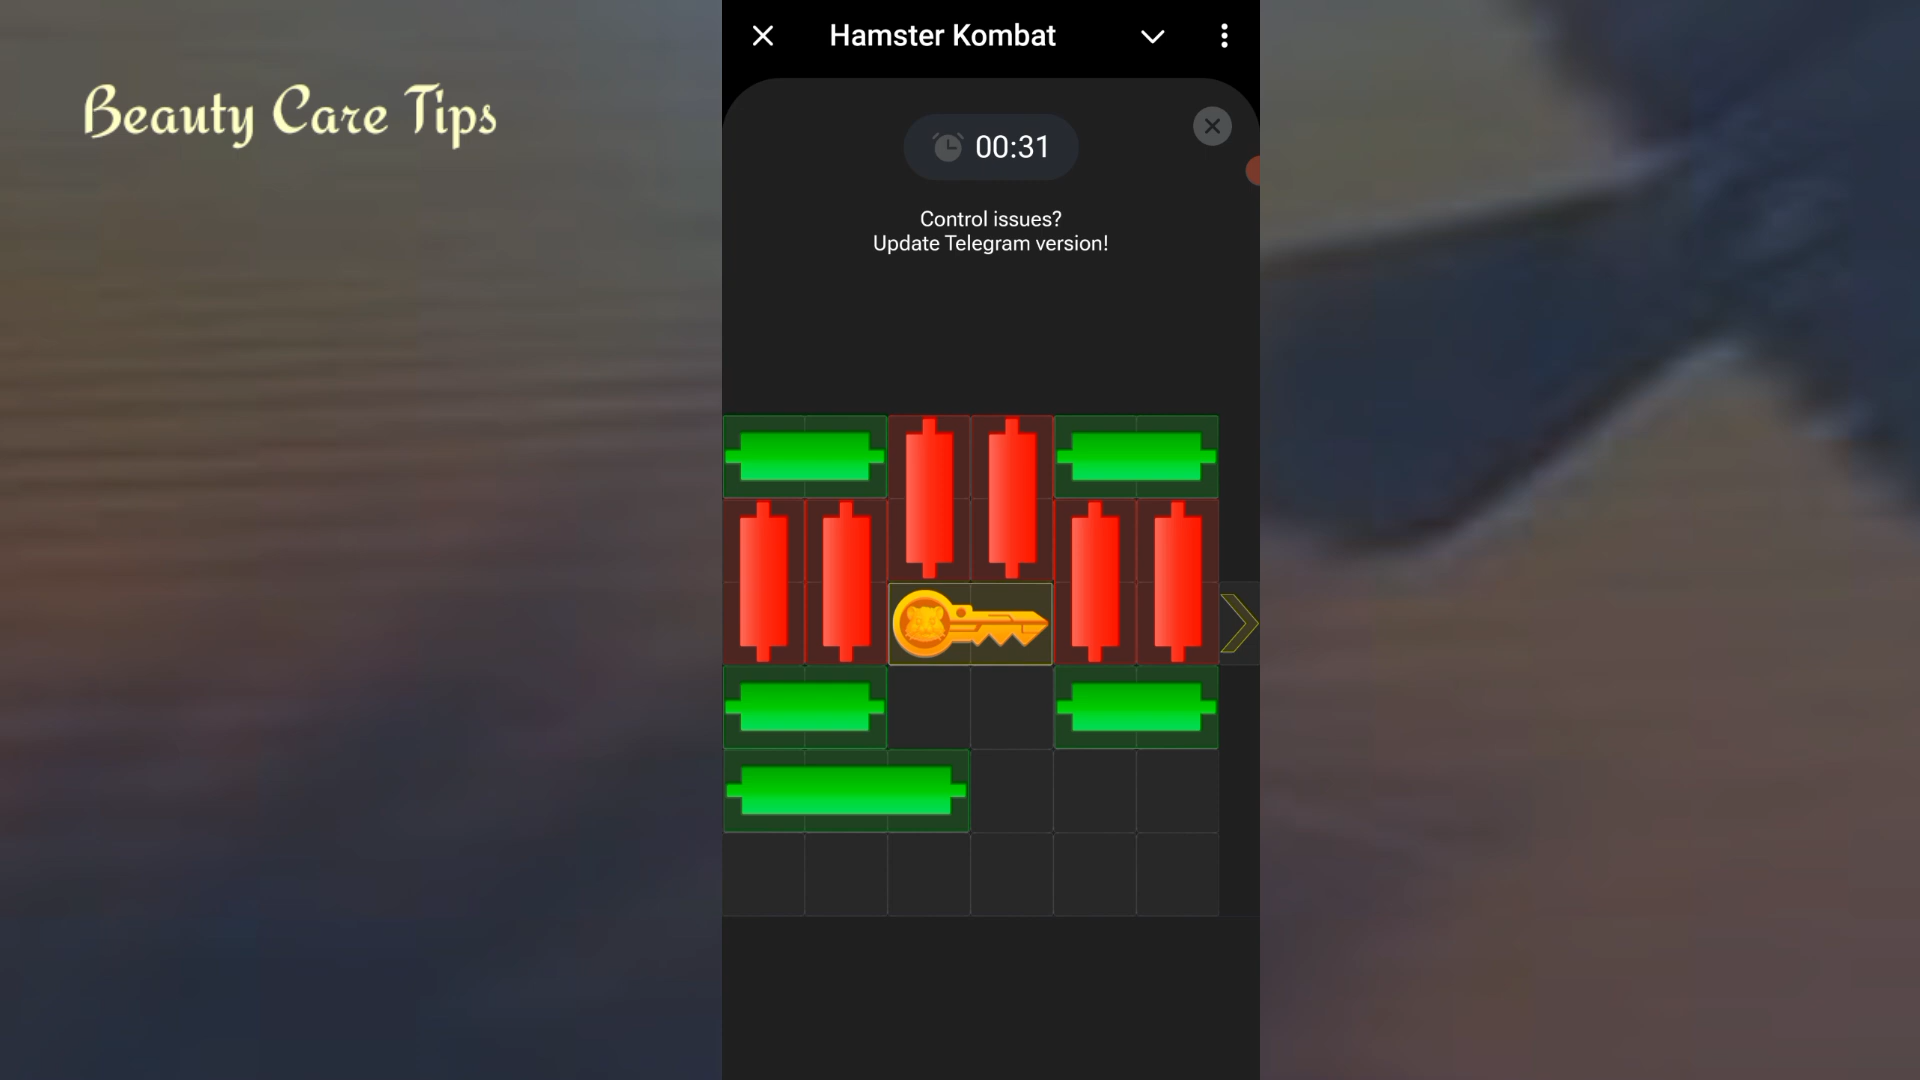 Hamster Kombat
Beauty Care Tips
00:31
Control issues?
Update Telegram version!